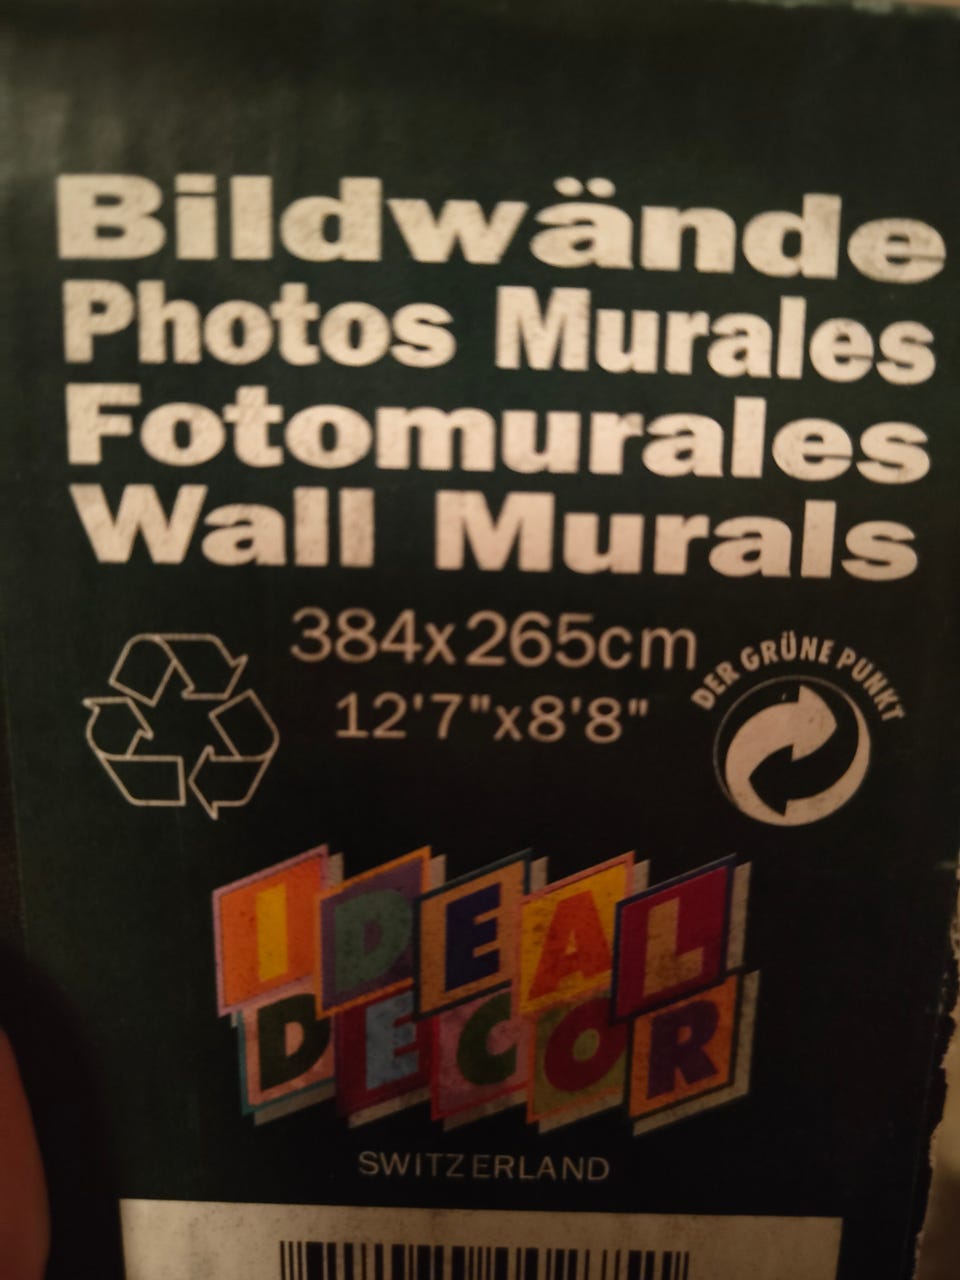 Bildwände
Photos Murales
Fotomurales
Wall Murals
384x265cm
12'7"x8'8"
DER GRÜNE PUNKT
IDEAL
DECOR
SWITZERLAND